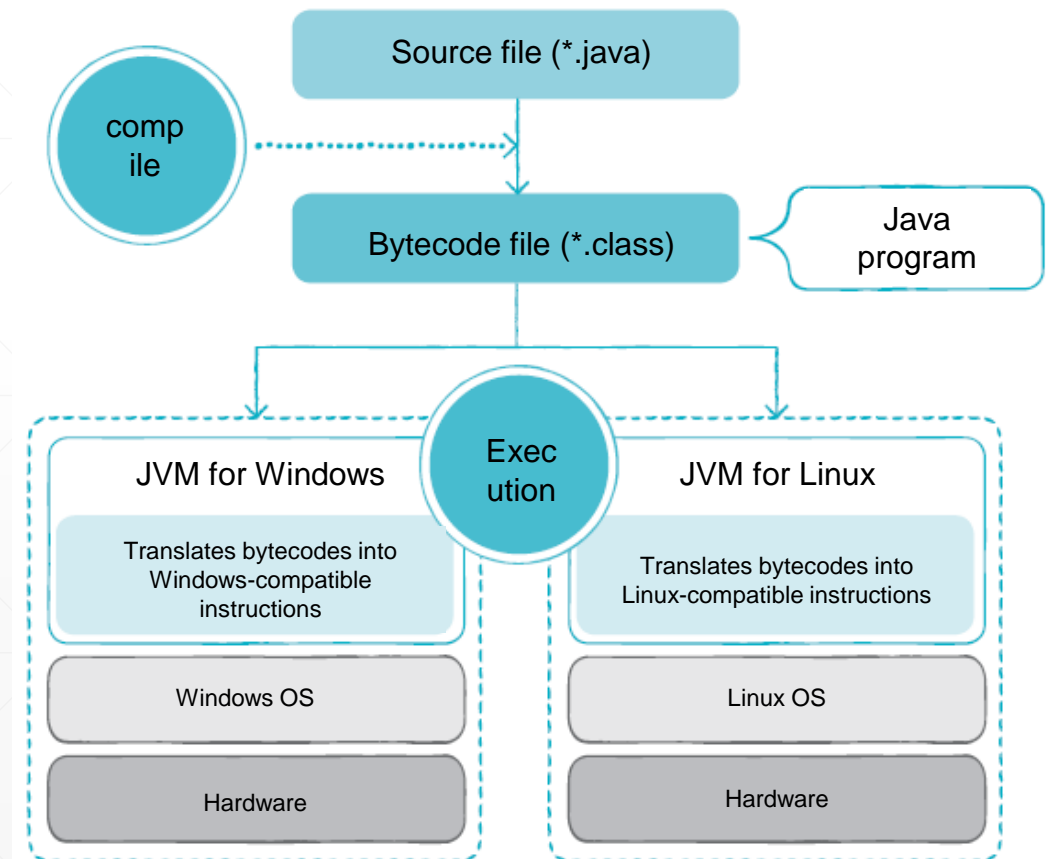 Source file (*.java)
comp
ile
Bytecode file (*.class)
Java
program
Exec
ution
JVM for Windows
Translates bytecodes into
Windows-compatible
instructions
Windows OS
Hardware
JVM for Linux
Translates bytecodes into
Linux-compatible instructions
Linux OS
Hardware